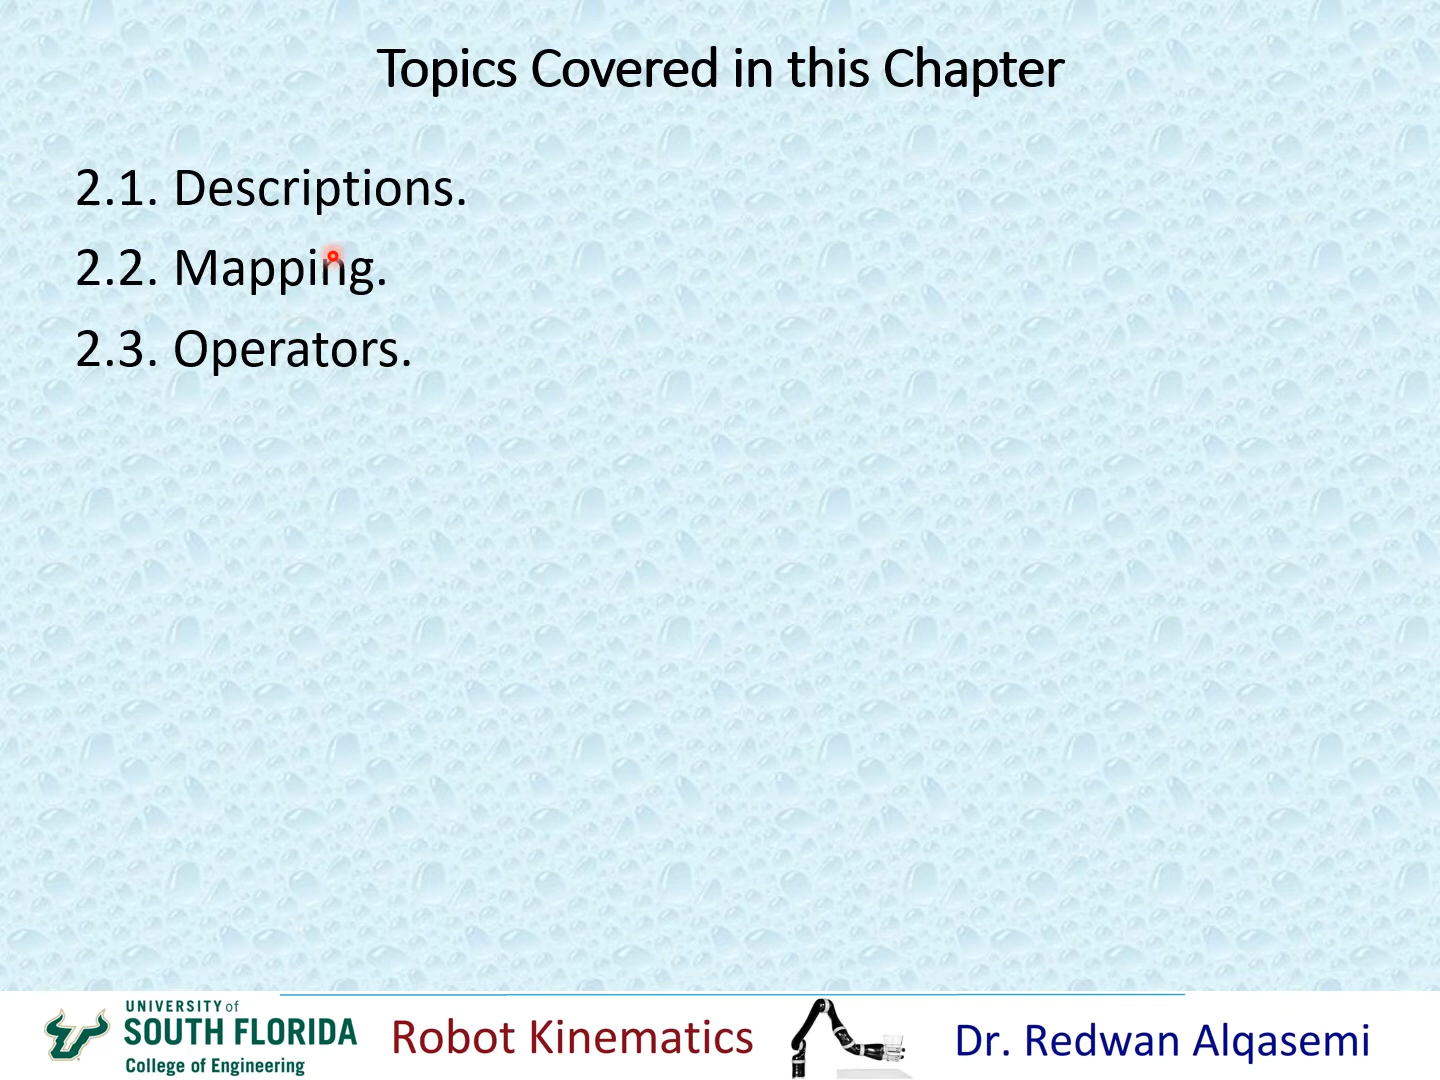 Topics Covered in this Chapter
2.1. Descriptions.
2.2. Mapping.
2.3. Operators.
UNIVERSITY of
SOUTH FLORIDA
College of Engineering
Robot Kinematics
Dr. Redwan Alqasemi